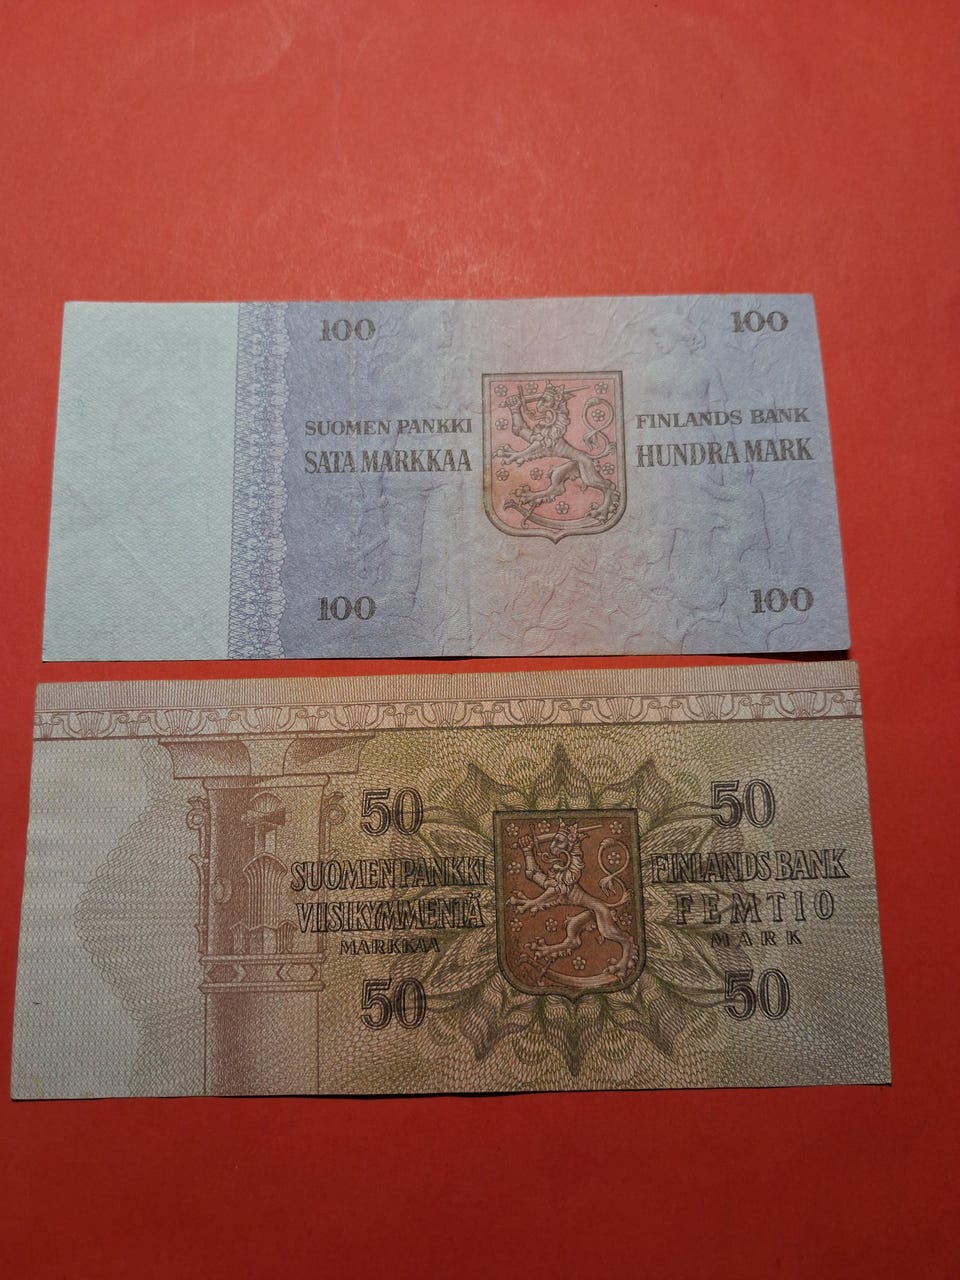 100
100
SUOMEN PANKKI
SATA MARKKAA
FINLANDS BANK
HUNDRA MARK
100
100
50
50
SUOMEN PANKKI
VIISIKYMMENTÄ
MARKKAA
FINLANDS BANK
FEMTIO
MARK
50
50